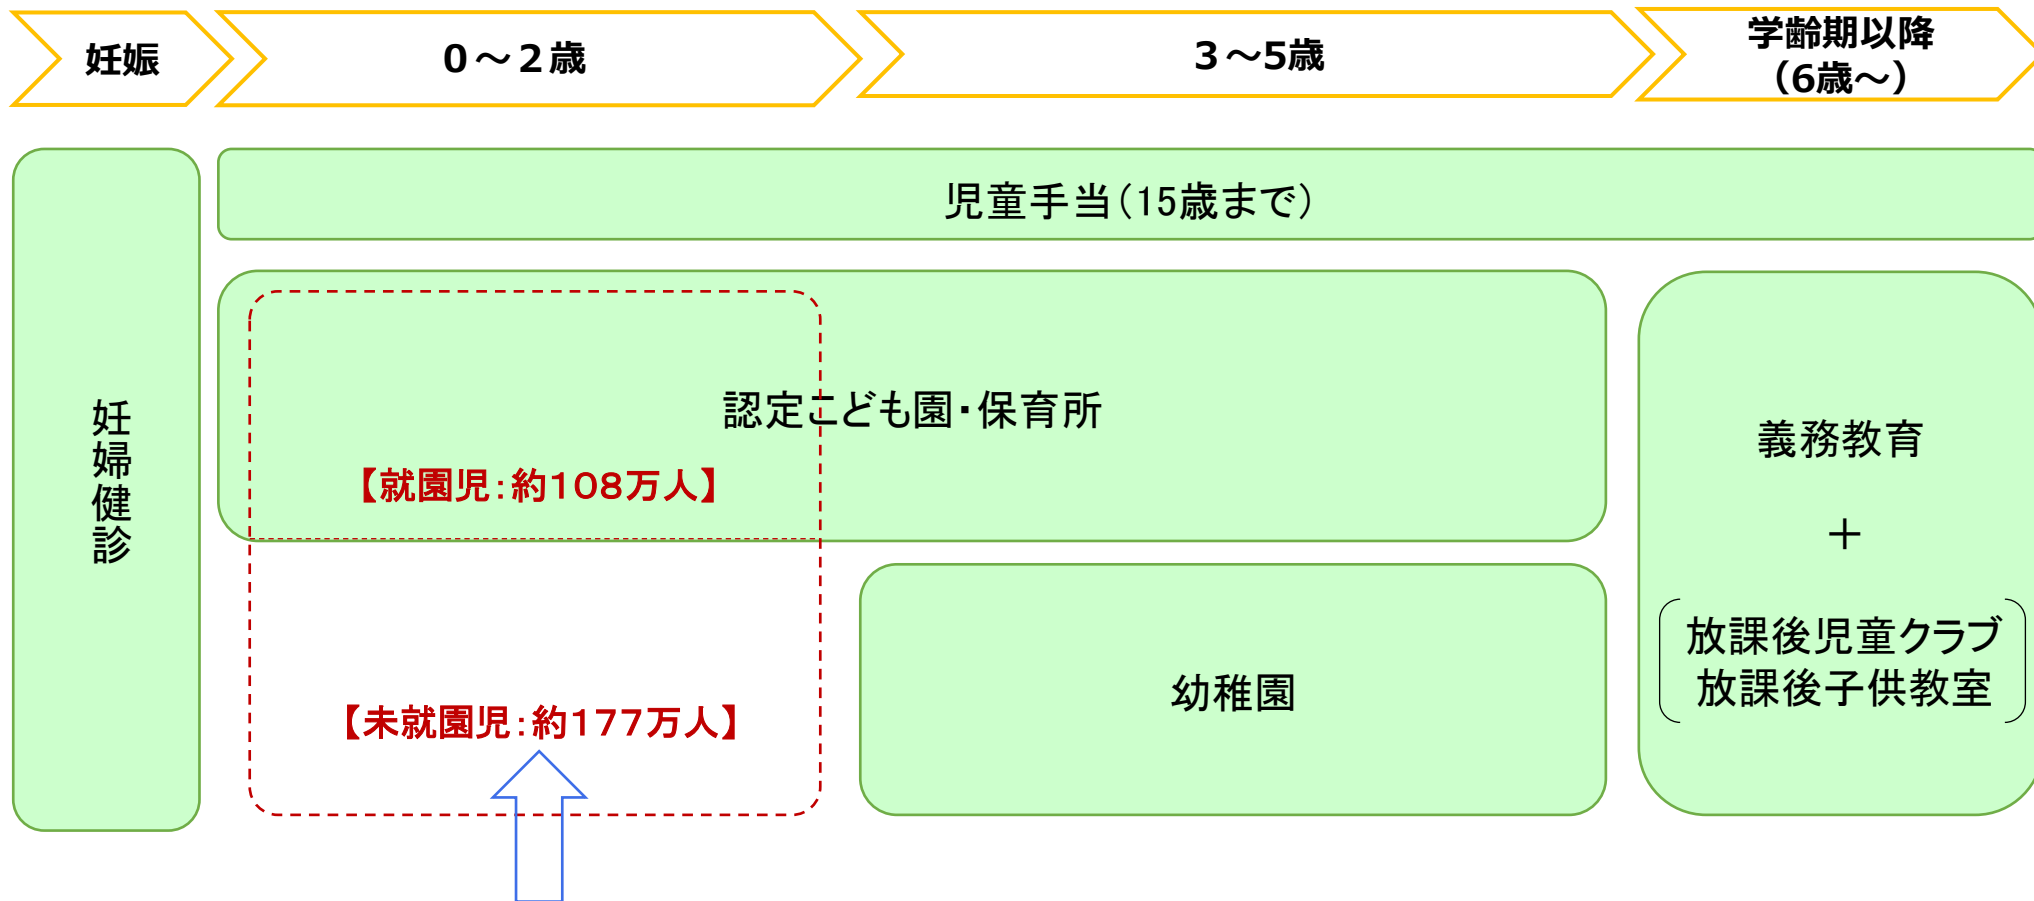 妊娠
０～２歳
３～5歳
学齢期以降
（6歳～）
児童手当（15歳まで）
妊婦健診
認定こども園・保育所
【就園児：約108万人】
【未就園児：約177万人】
幼稚園
義務教育
＋
放課後児童クラブ
放課後子供教室